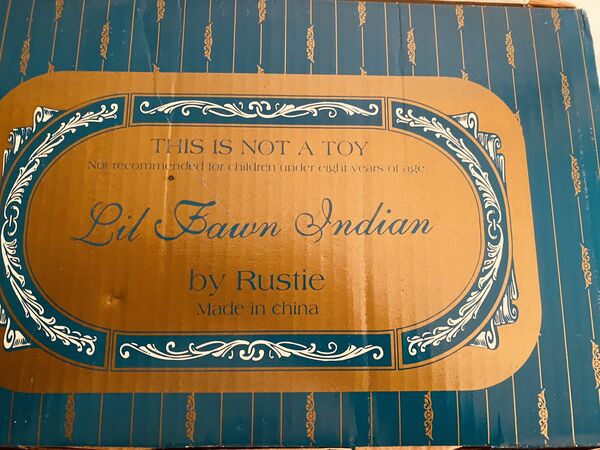 THIS IS NOT A TOY
Not recommended for children under eight years of age.
Lil Fawn Indian
by Rustie
Made in china